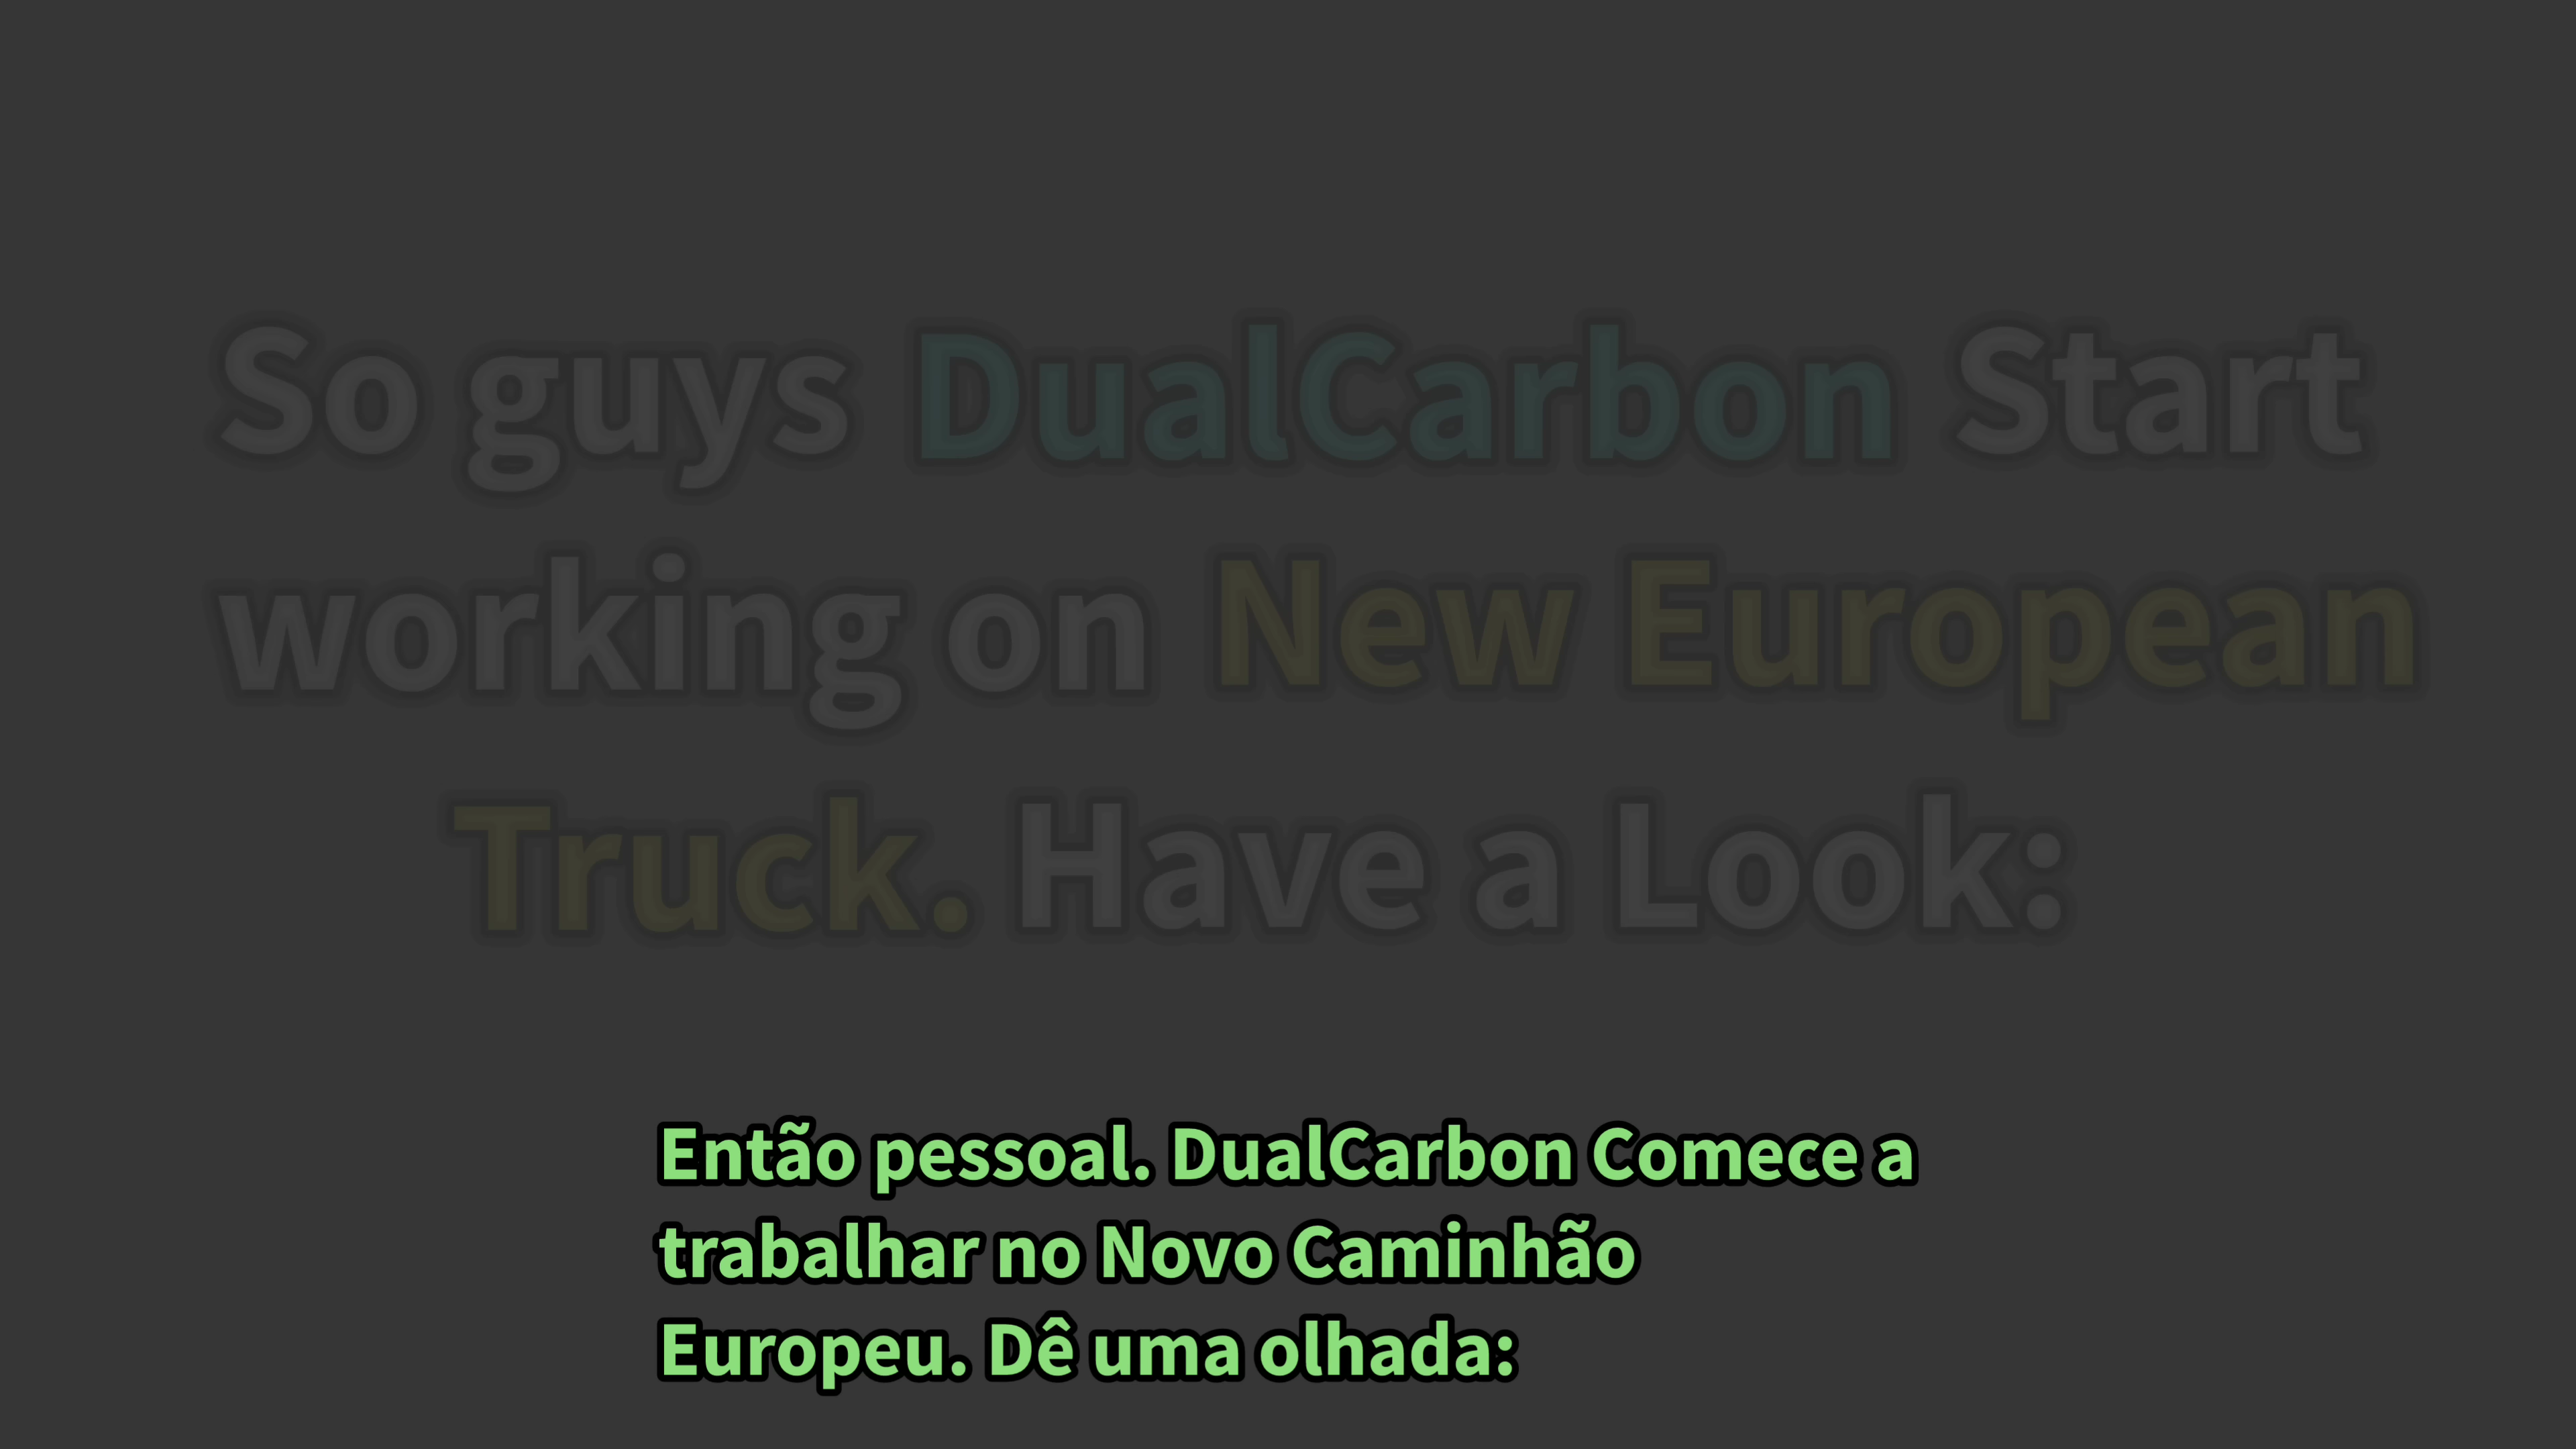 So guys DualCarbon Start
working on New European
Truck. Have a Look:
Então pessoal. DualCarbon Comece a
trabalhar no Novo Caminhão
Europeu. Dê uma olhada: